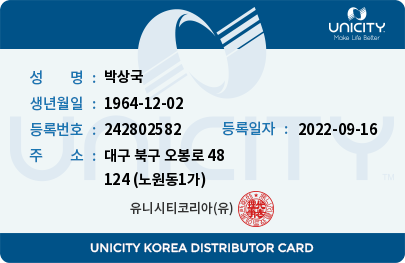 UNICITY
Make Life Better
성 명 : 박상국
생년월일 : 1964-12-02
등록번호 : 242802582 등록일자 : 2022-09-16
주 소 : 대구 북구 오봉로 48
124 (노원동1가)
유니시티코리아(유)
UNICITY
TM
UNICITY KOREA DISTRIBUTOR CARD